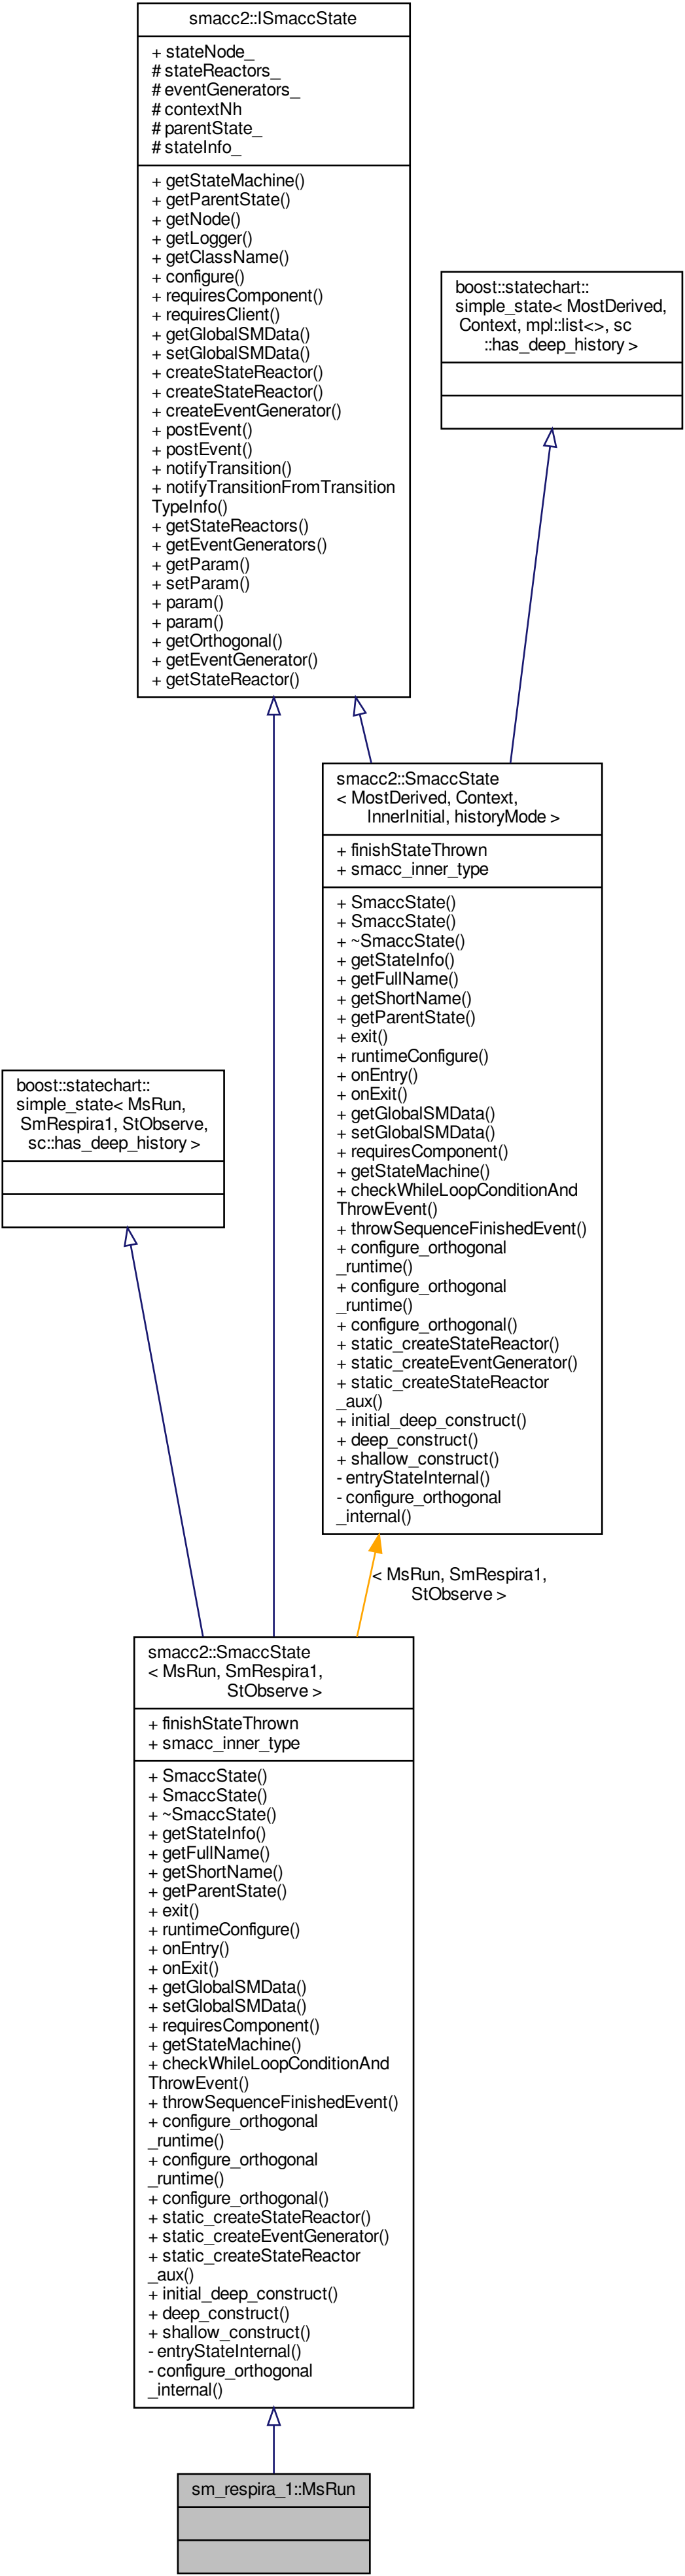 smacc2::ISmaccState
+ stateNode_
# stateReactors_
# eventGenerators_
# contextNh
# parentState_
# stateInfo_
+ getStateMachine()
+ getParentState()
+ getNode()
+ getLogger()
+ getClassName()
+ configure()
+ requiresComponent()
+ requiresClient()
+ getGlobalSMData()
+ setGlobalSMData()
+ createStateReactor()
+ createStateReactor()
+ createEventGenerator()
+ postEvent()
+ postEvent()
+ notifyTransition()
+ notifyTransitionFromTransition
TypeInfo()
+ getStateReactors()
+ getEventGenerators()
+ getParam()
+ setParam()
+ param()
+ param()
+ getOrthogonal()
+ getEventGenerator()
+ getStateReactor()
boost::statechart::
simple_state< MostDerived,
Context, mpl::list<>, sc
::has_deep_history >
smacc2::SmaccState
< MostDerived, Context,
InnerInitial, historyMode >
+ finishStateThrown
+ smacc_inner_type
+ SmaccState()
+ SmaccState()
+ ~SmaccState()
+ getStateInfo()
+ getFullName()
+ getShortName()
+ getParentState()
+ exit()
+ runtimeConfigure()
+ onEntry()
+ onExit()
+ getGlobalSMData()
+ setGlobalSMData()
+ requiresComponent()
+ getStateMachine()
+ checkWhileLoopConditionAnd
ThrowEvent()
+ throwSequenceFinishedEvent()
+ configure_orthogonal
_runtime()
+ configure_orthogonal
_runtime()
+ configure_orthogonal()
+ static_createStateReactor()
+ static_createEventGenerator()
+ static_createStateReactor
_aux()
+ initial_deep_construct()
+ deep_construct()
+ shallow_construct()
- entryStateInternal()
- configure_orthogonal
_internal()
boost::statechart::
simple_state< MsRun,
SmRespira1, StObserve,
sc::has_deep_history >
< MsRun, SmRespira1,
StObserve >
smacc2::SmaccState
< MsRun, SmRespira1,
StObserve >
+ finishStateThrown
+ smacc_inner_type
+ SmaccState()
+ SmaccState()
+ ~SmaccState()
+ getStateInfo()
+ getFullName()
+ getShortName()
+ getParentState()
+ exit()
+ runtimeConfigure()
+ onEntry()
+ onExit()
+ getGlobalSMData()
+ setGlobalSMData()
+ requiresComponent()
+ getStateMachine()
+ checkWhileLoopConditionAnd
ThrowEvent()
+ throwSequenceFinishedEvent()
+ configure_orthogonal
_runtime()
+ configure_orthogonal
_runtime()
+ configure_orthogonal()
+ static_createStateReactor()
+ static_createEventGenerator()
+ static_createStateReactor
_aux()
+ initial_deep_construct()
+ deep_construct()
+ shallow_construct()
- entryStateInternal()
- configure_orthogonal
_internal()
sm_respira_1::MsRun